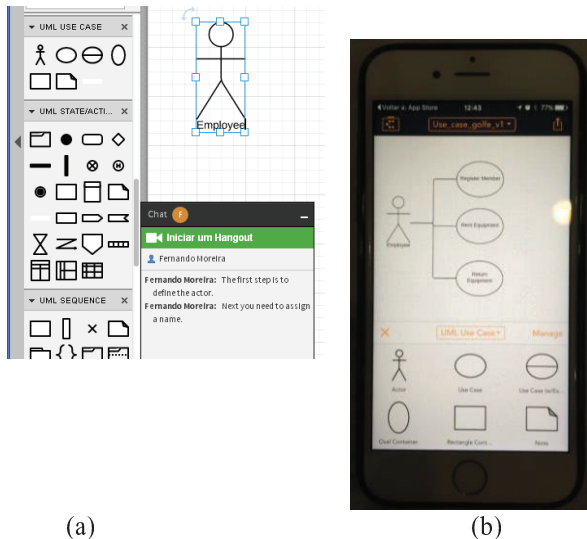 UML USE CASE
UML STATE/ACTI...
UML SEQUENCE
Employee
Chat F
Iniciar um Hangout
Fernando Moreira
Fernando Moreira: The first step is to
define the actor.
Fernando Moreira: Next you need to assign
a name.
(a)
Voltar a: App Store 12:43 77%
Use_case_golfe_v1
Register Member
Employee
Rent Equipment
Return
Equipment
UML Use Case
Manage
Actor
Use Case
Oval Container
Rectangle Con...
Note
(b)